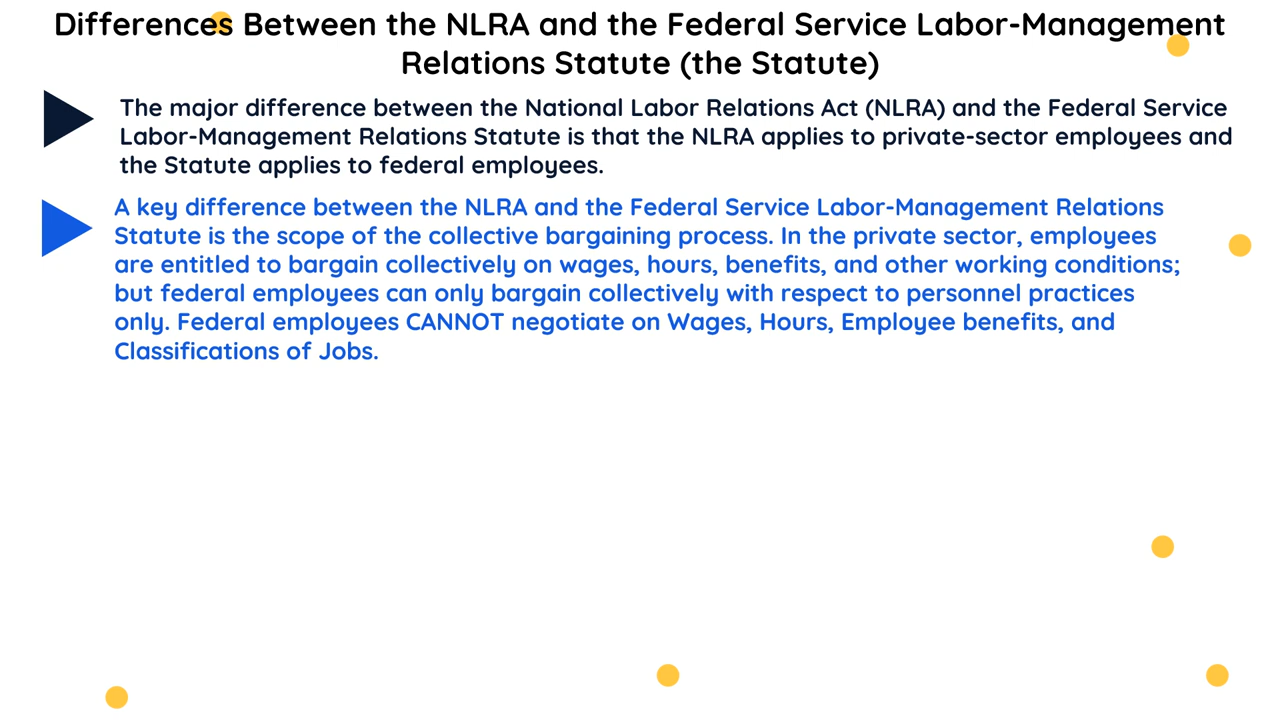 Differences Between the NLRA and the Federal Service Labor-Management
Relations Statute (the Statute)
The major difference between the National Labor Relations Act (NLRA) and the Federal Service
Labor-Management Relations Statute is that the NLRA applies to private-sector employees and
the Statute applies to federal employees.
A key difference between the NLRA and the Federal Service Labor-Management Relations
Statute is the scope of the collective bargaining process. In the private sector, employees
are entitled to bargain collectively on wages, hours, benefits, and other working conditions;
but federal employees can only bargain collectively with respect to personnel practices
only. Federal employees CANNOT negotiate on Wages, Hours, Employee benefits, and
Classifications of Jobs.